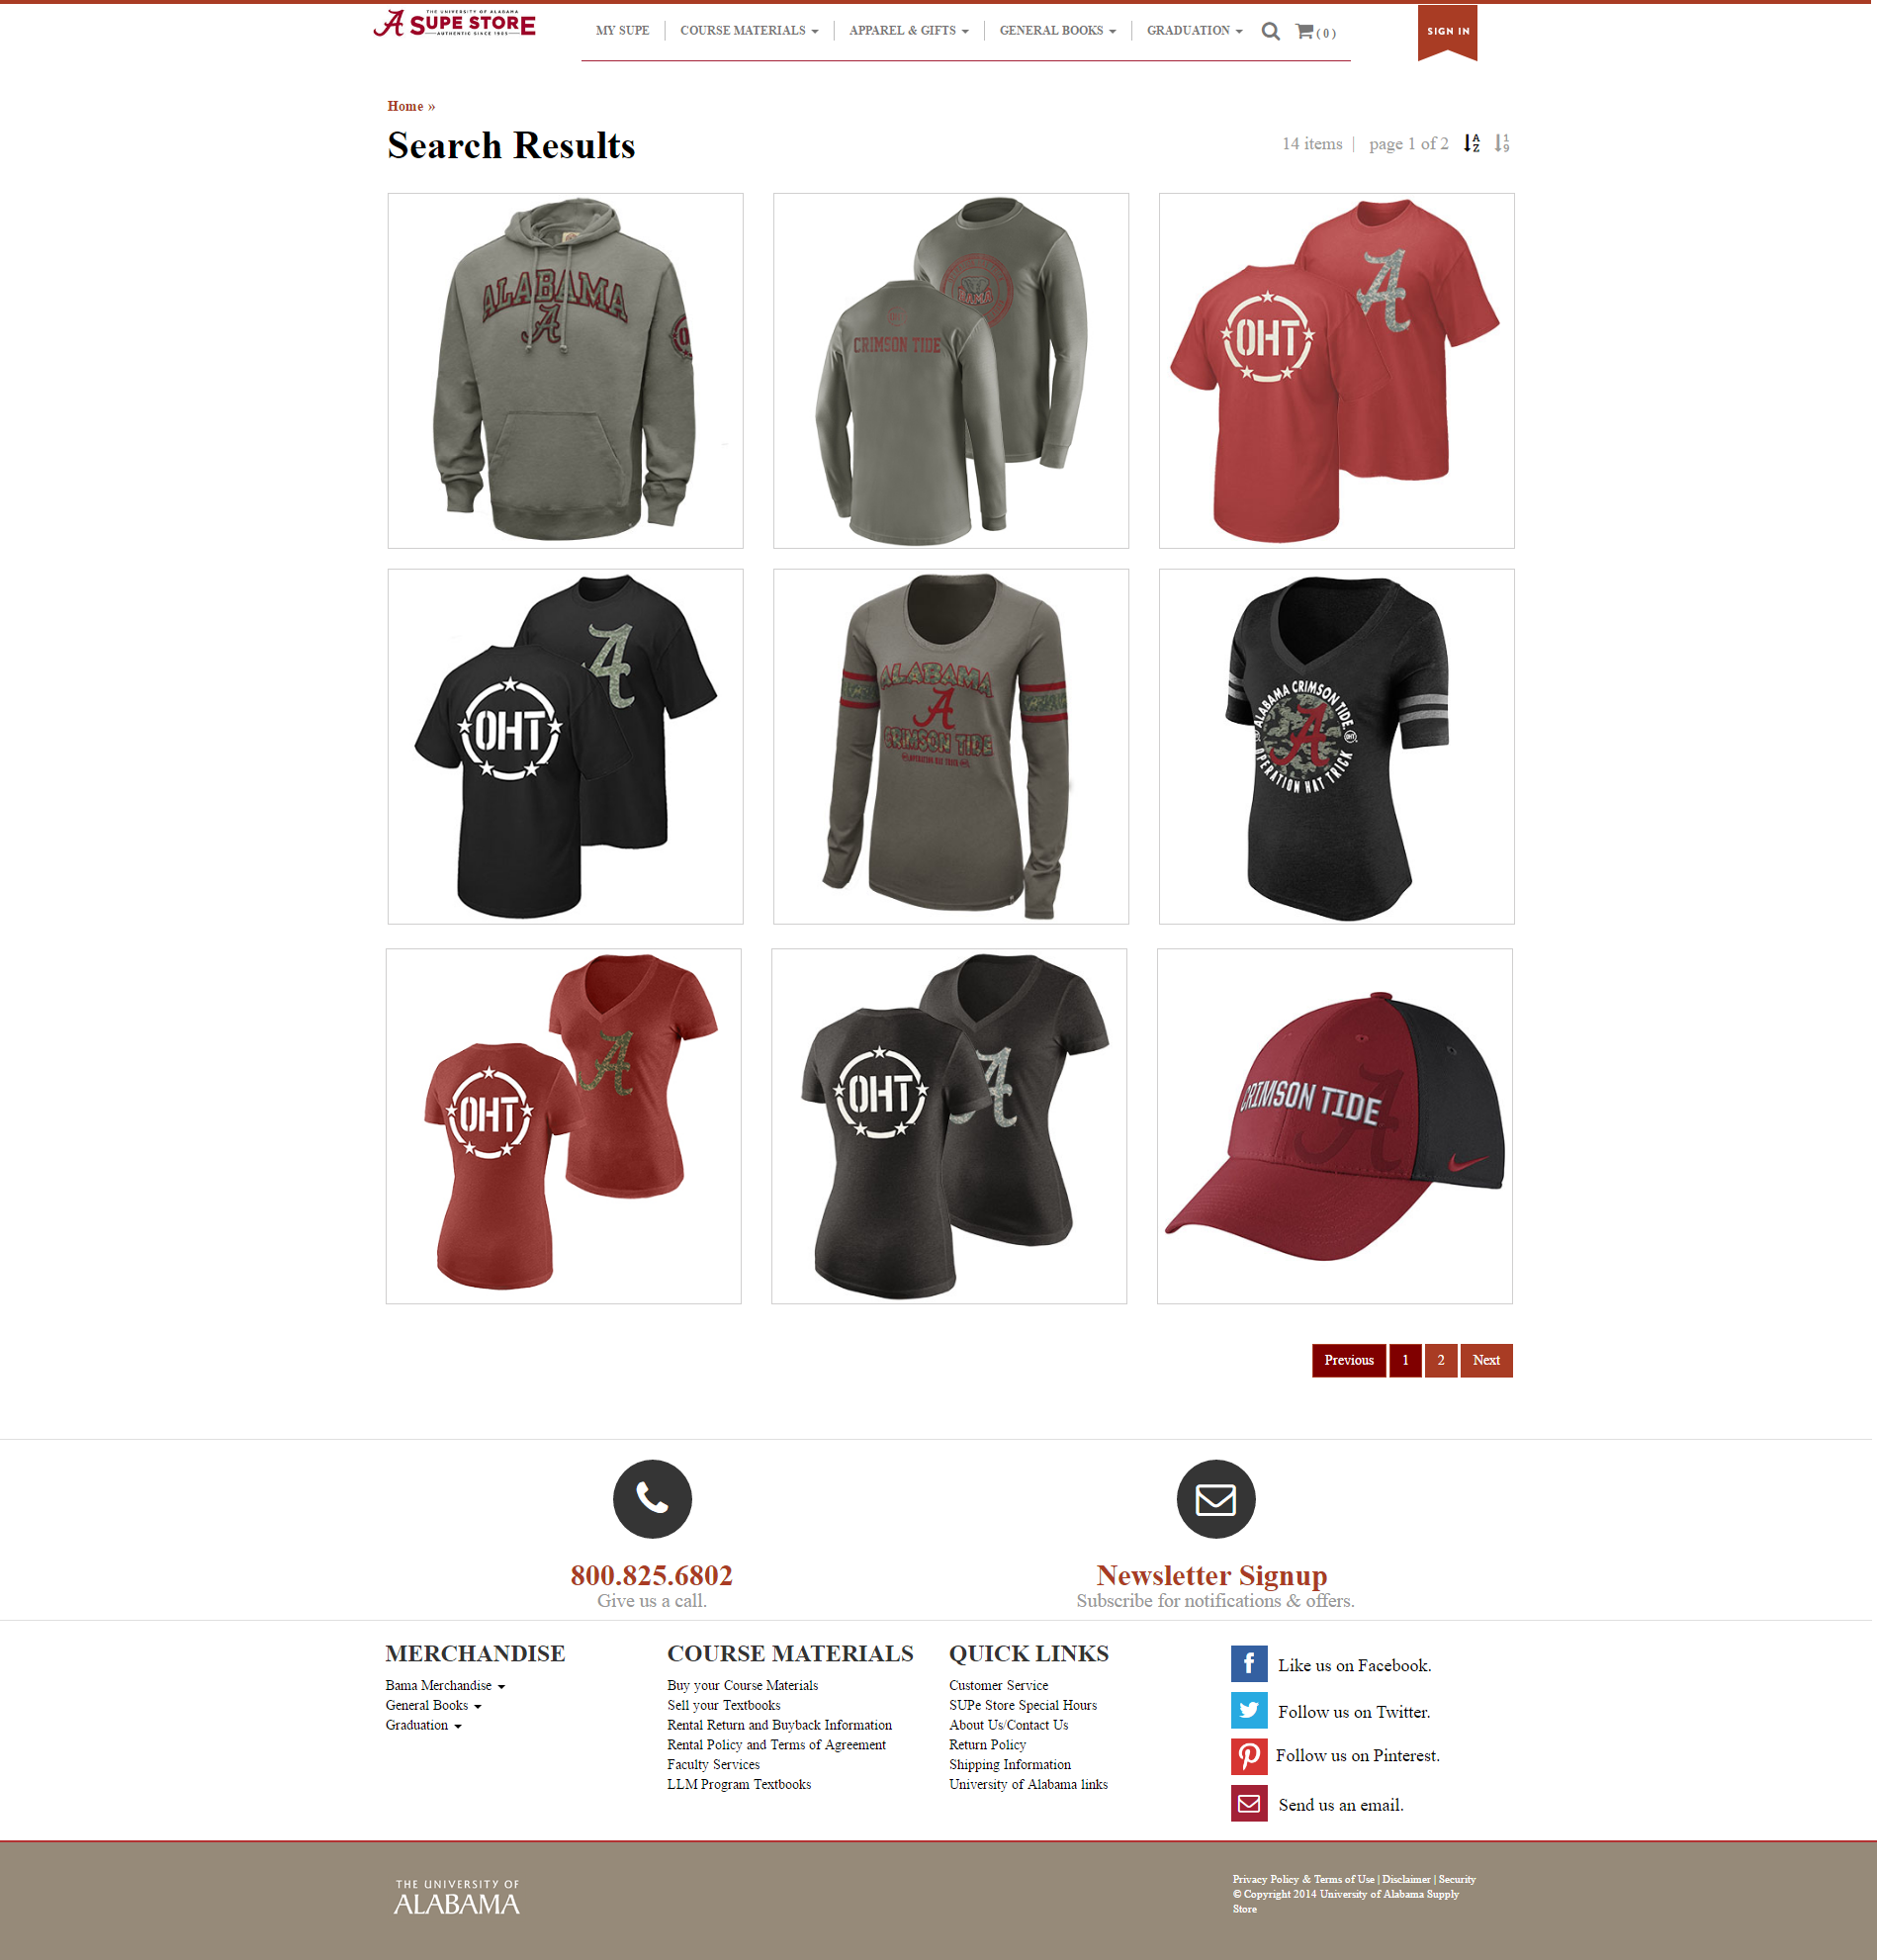 THE UNIVERSITY OF ALABAMA
SUPE STORE
AUTHENTIC SINCE 1905
MY SUPE
COURSE MATERIALS
APPAREL & GIFTS
GENERAL BOOKS
GRADUATION
( 0 )
SIGN IN
Home »
Search Results
14 items | page 1 of 2
ALABAMA
A
CRIMSON TIDE
BAMA
OHT
A
OHT
A
ALABAMA
A
CRIMSON TIDE
ALABAMA CRIMSON TIDE
A
OHT
OPERATION HAT TRICK
OHT
A
OHT
A
CRIMSON TIDE
A
Previous 1 2 Next
800.825.6802
Give us a call.
Newsletter Signup
Subscribe for notifications & offers.
MERCHANDISE
Bama Merchandise
General Books
Graduation
COURSE MATERIALS
Buy your Course Materials
Sell your Textbooks
Rental Return and Buyback Information
Rental Policy and Terms of Agreement
Faculty Services
LLM Program Textbooks
QUICK LINKS
Customer Service
SUPe Store Special Hours
About Us/Contact Us
Return Policy
Shipping Information
University of Alabama links
Like us on Facebook.
Follow us on Twitter.
Follow us on Pinterest.
Send us an email.
THE UNIVERSITY OF
ALABAMA
Privacy Policy & Terms of Use | Disclaimer | Security
© Copyright 2014 University of Alabama Supply
Store